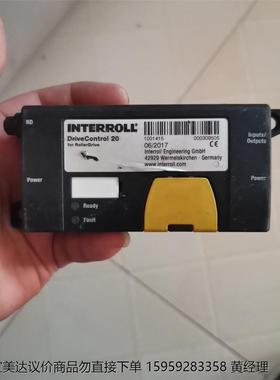 INTERROLL
DriveControl 20
for RollerDrive
1001415
000309505
06/2017
Interroll Engineering GmbH
42929 Wermelskirchen - Germany
www.interroll.com
RD
Inputs/
Outputs
Power
Power
Ready
Fault
美达议价商品勿直接下单 15959283358 黄经理